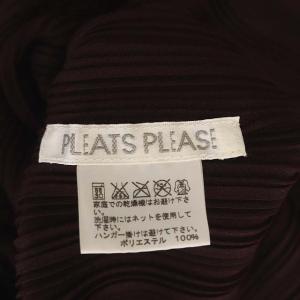 PLEATS PLEASE
家庭での乾燥機はお避け下さ
い。
洗濯時にはネットを使用して
下さい。
ハンガー掛けは避けて下さい。
ポリエステル 100%